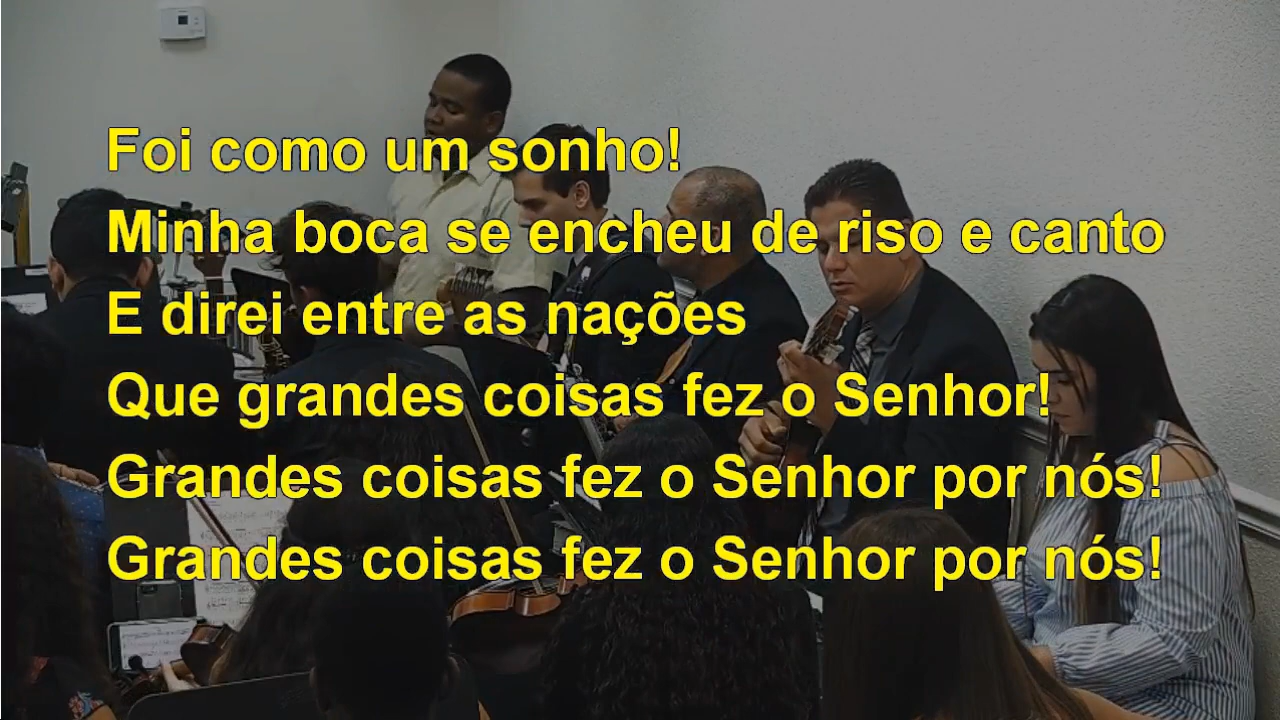 Foi como um sonho!
Minha boca se encheu de riso e canto
E direi entre as nações
Que grandes coisas fez o Senhor!
Grandes coisas fez o Senhor por nós!
Grandes coisas fez o Senhor por nós!